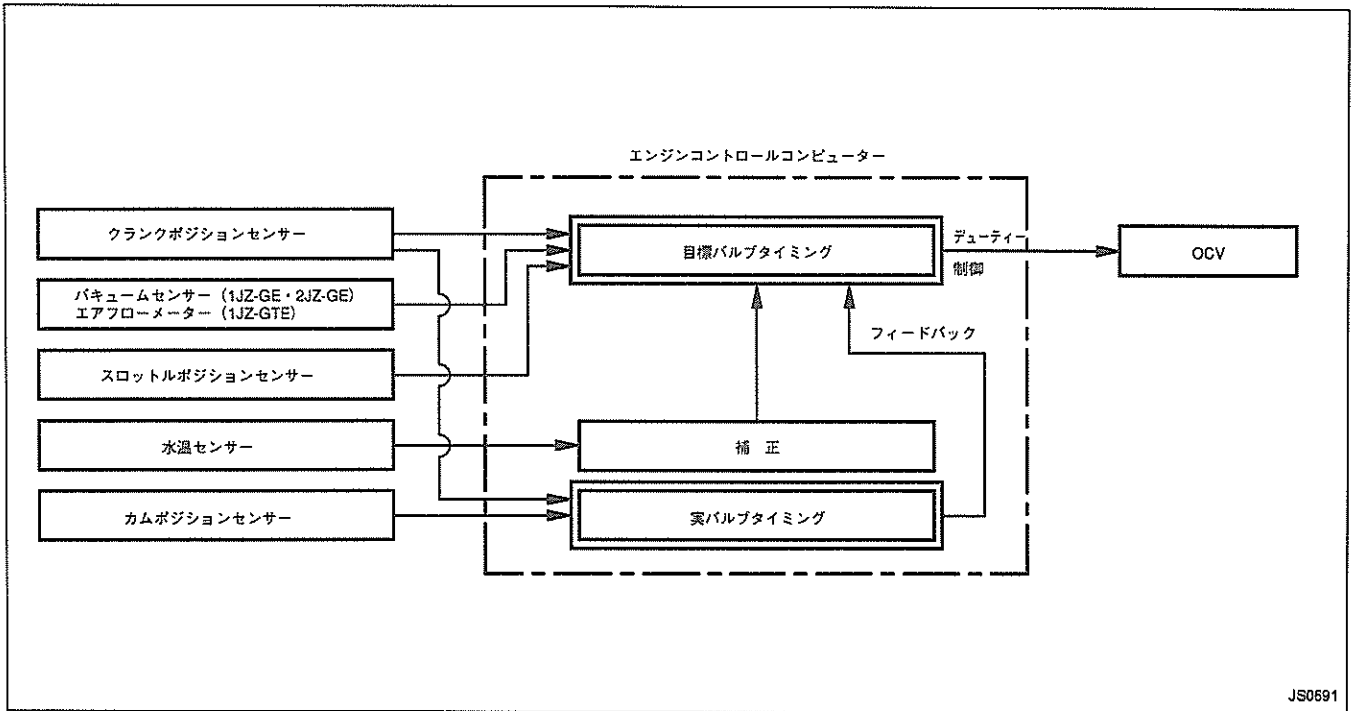 エンジンコントロールコンピューター
クランクポジションセンサー
バキュームセンサー (1JZ-GE・2JZ-GE)
エアフローメーター (1JZ-GTE)
スロットルポジションセンサー
水温センサー
カムポジションセンサー
目標バルブタイミング
デューティー
制御
OCV
フィードバック
補 正
実バルブタイミング
JS0691